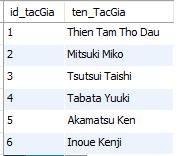 id_tacGia ten_TacGia
1 Thien Tam Tho Dau
2 Mitsuki Miko
3 Tsutsui Taishi
4 Tabata Yuuki
5 Akamatsu Ken
6 Inoue Kenji